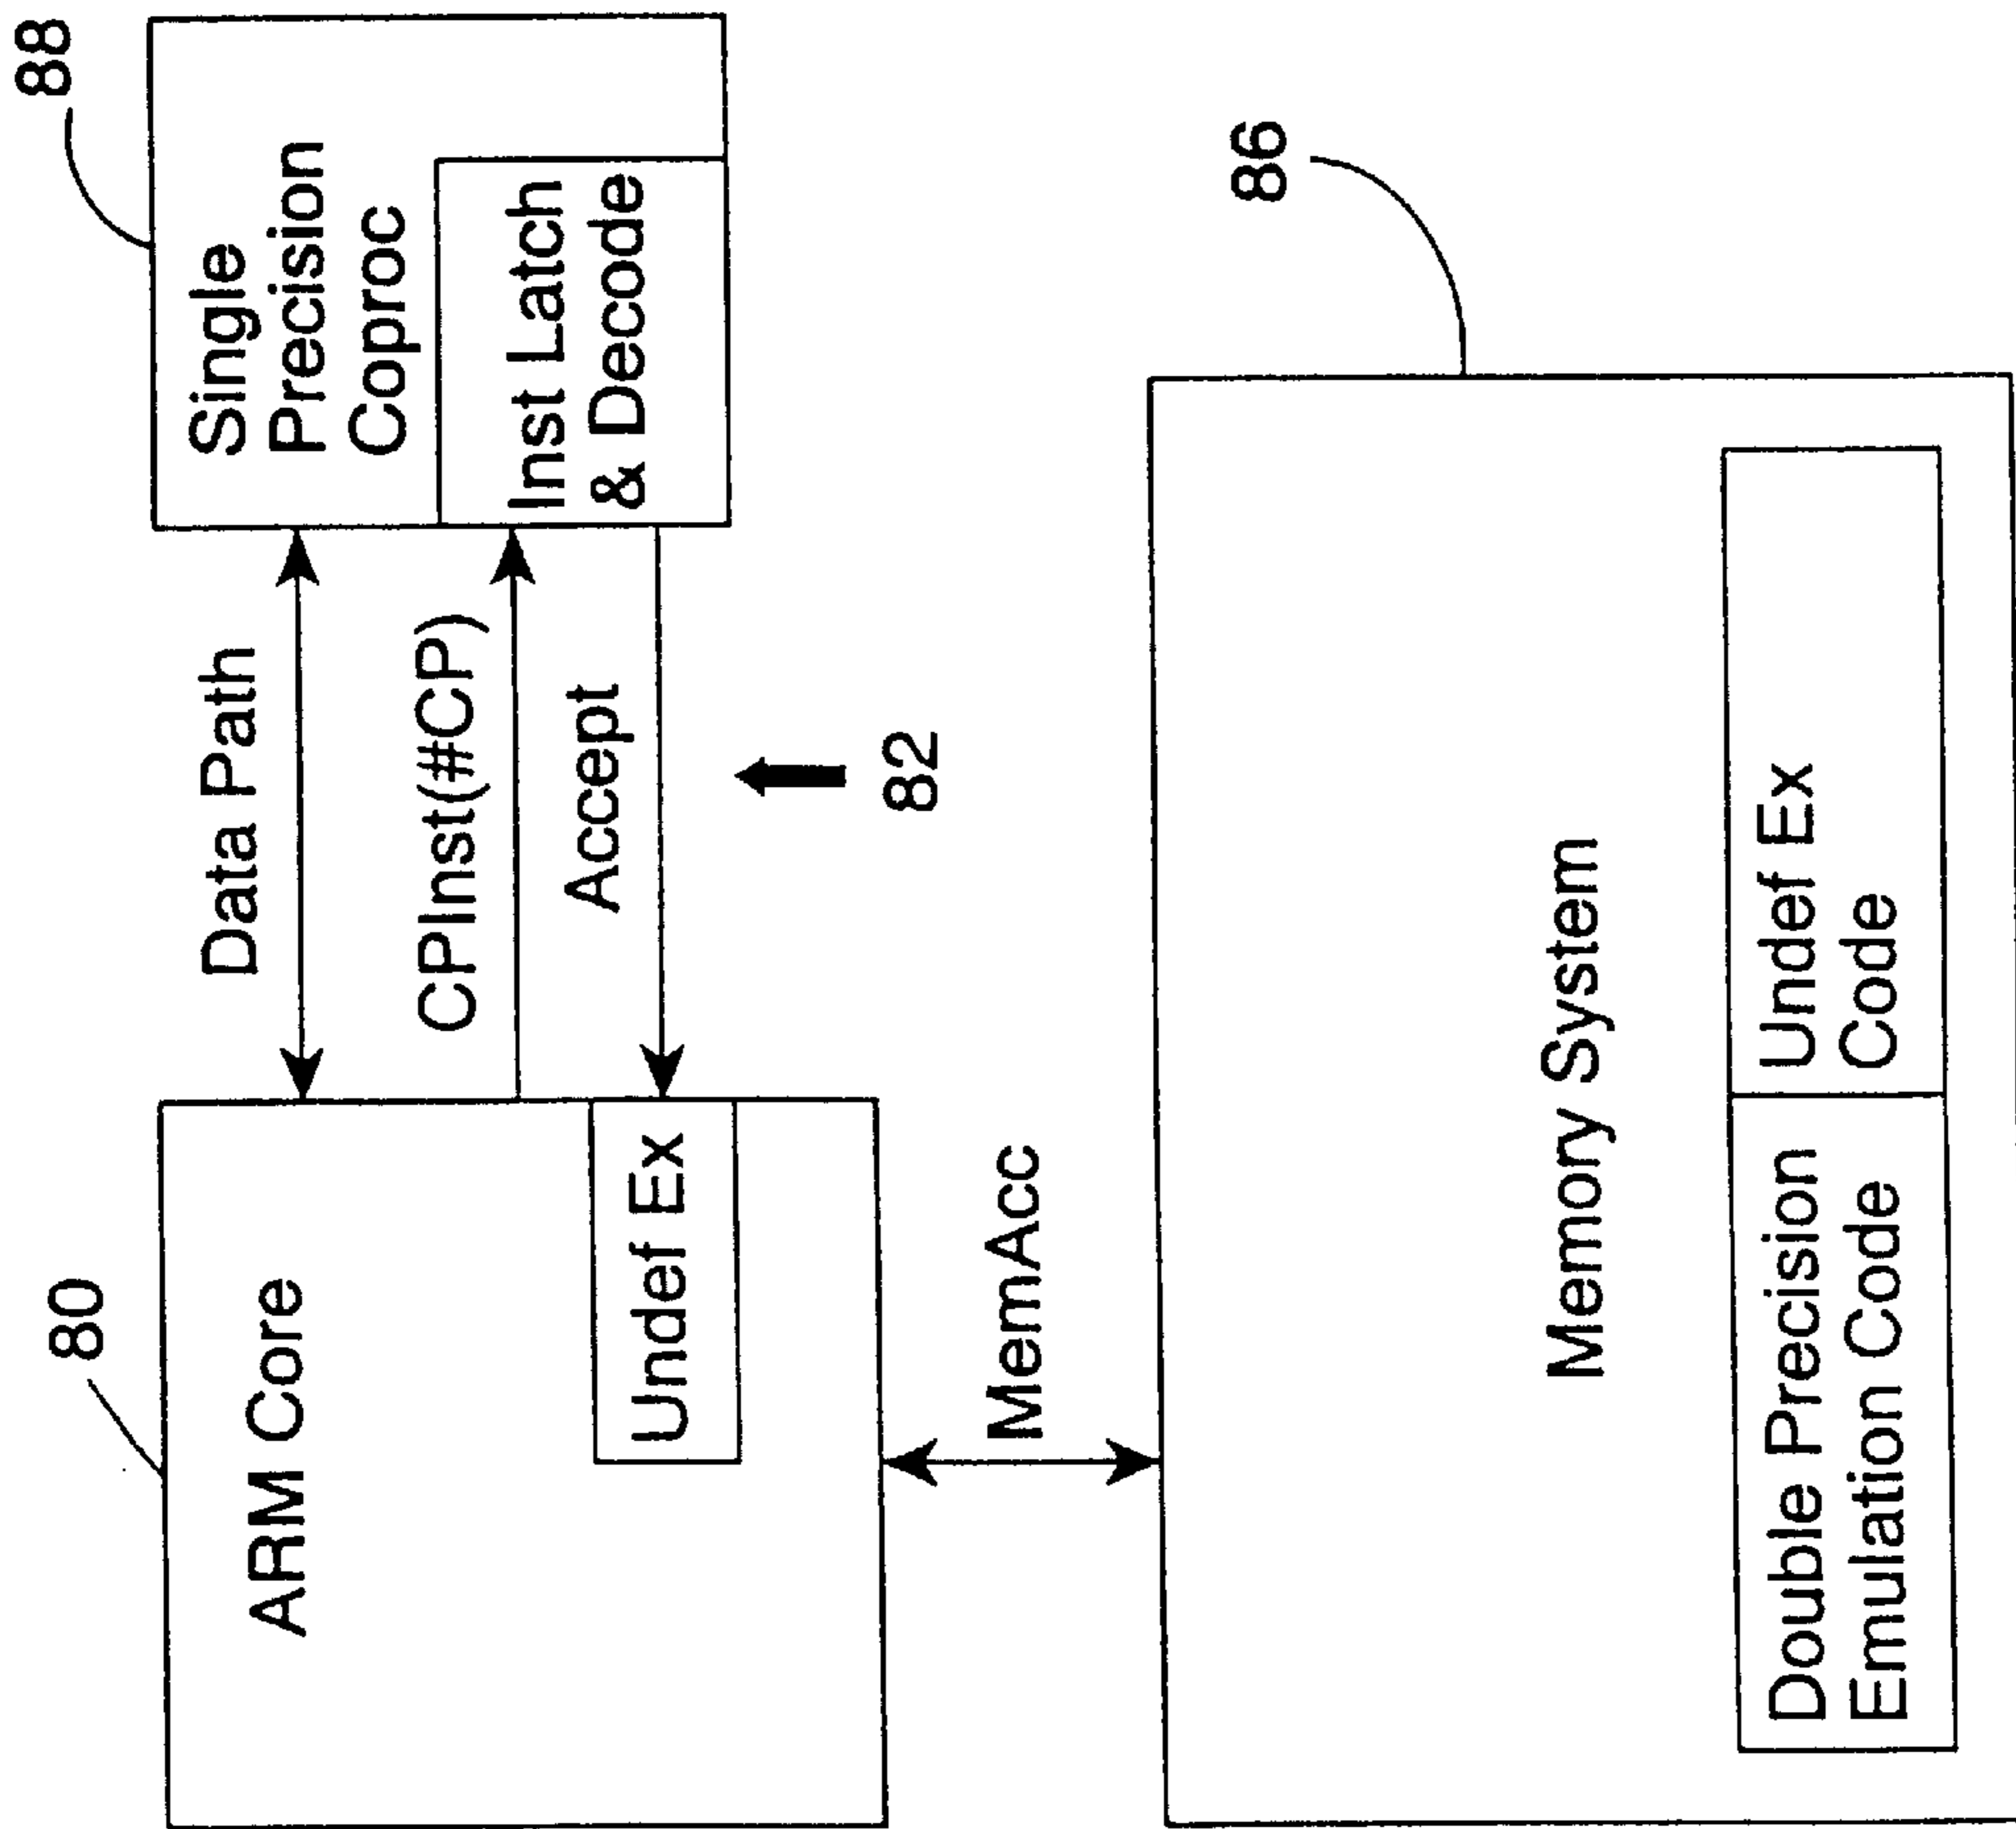 80
ARM Core
Undef Ex
Data Path
CPInst(#CP)
Accept
82
88
Single
Precision
Coproc
Inst Latch
& Decode
MemAcc
86
Memory System
Double Precision
Emulation Code
Undef Ex
Code